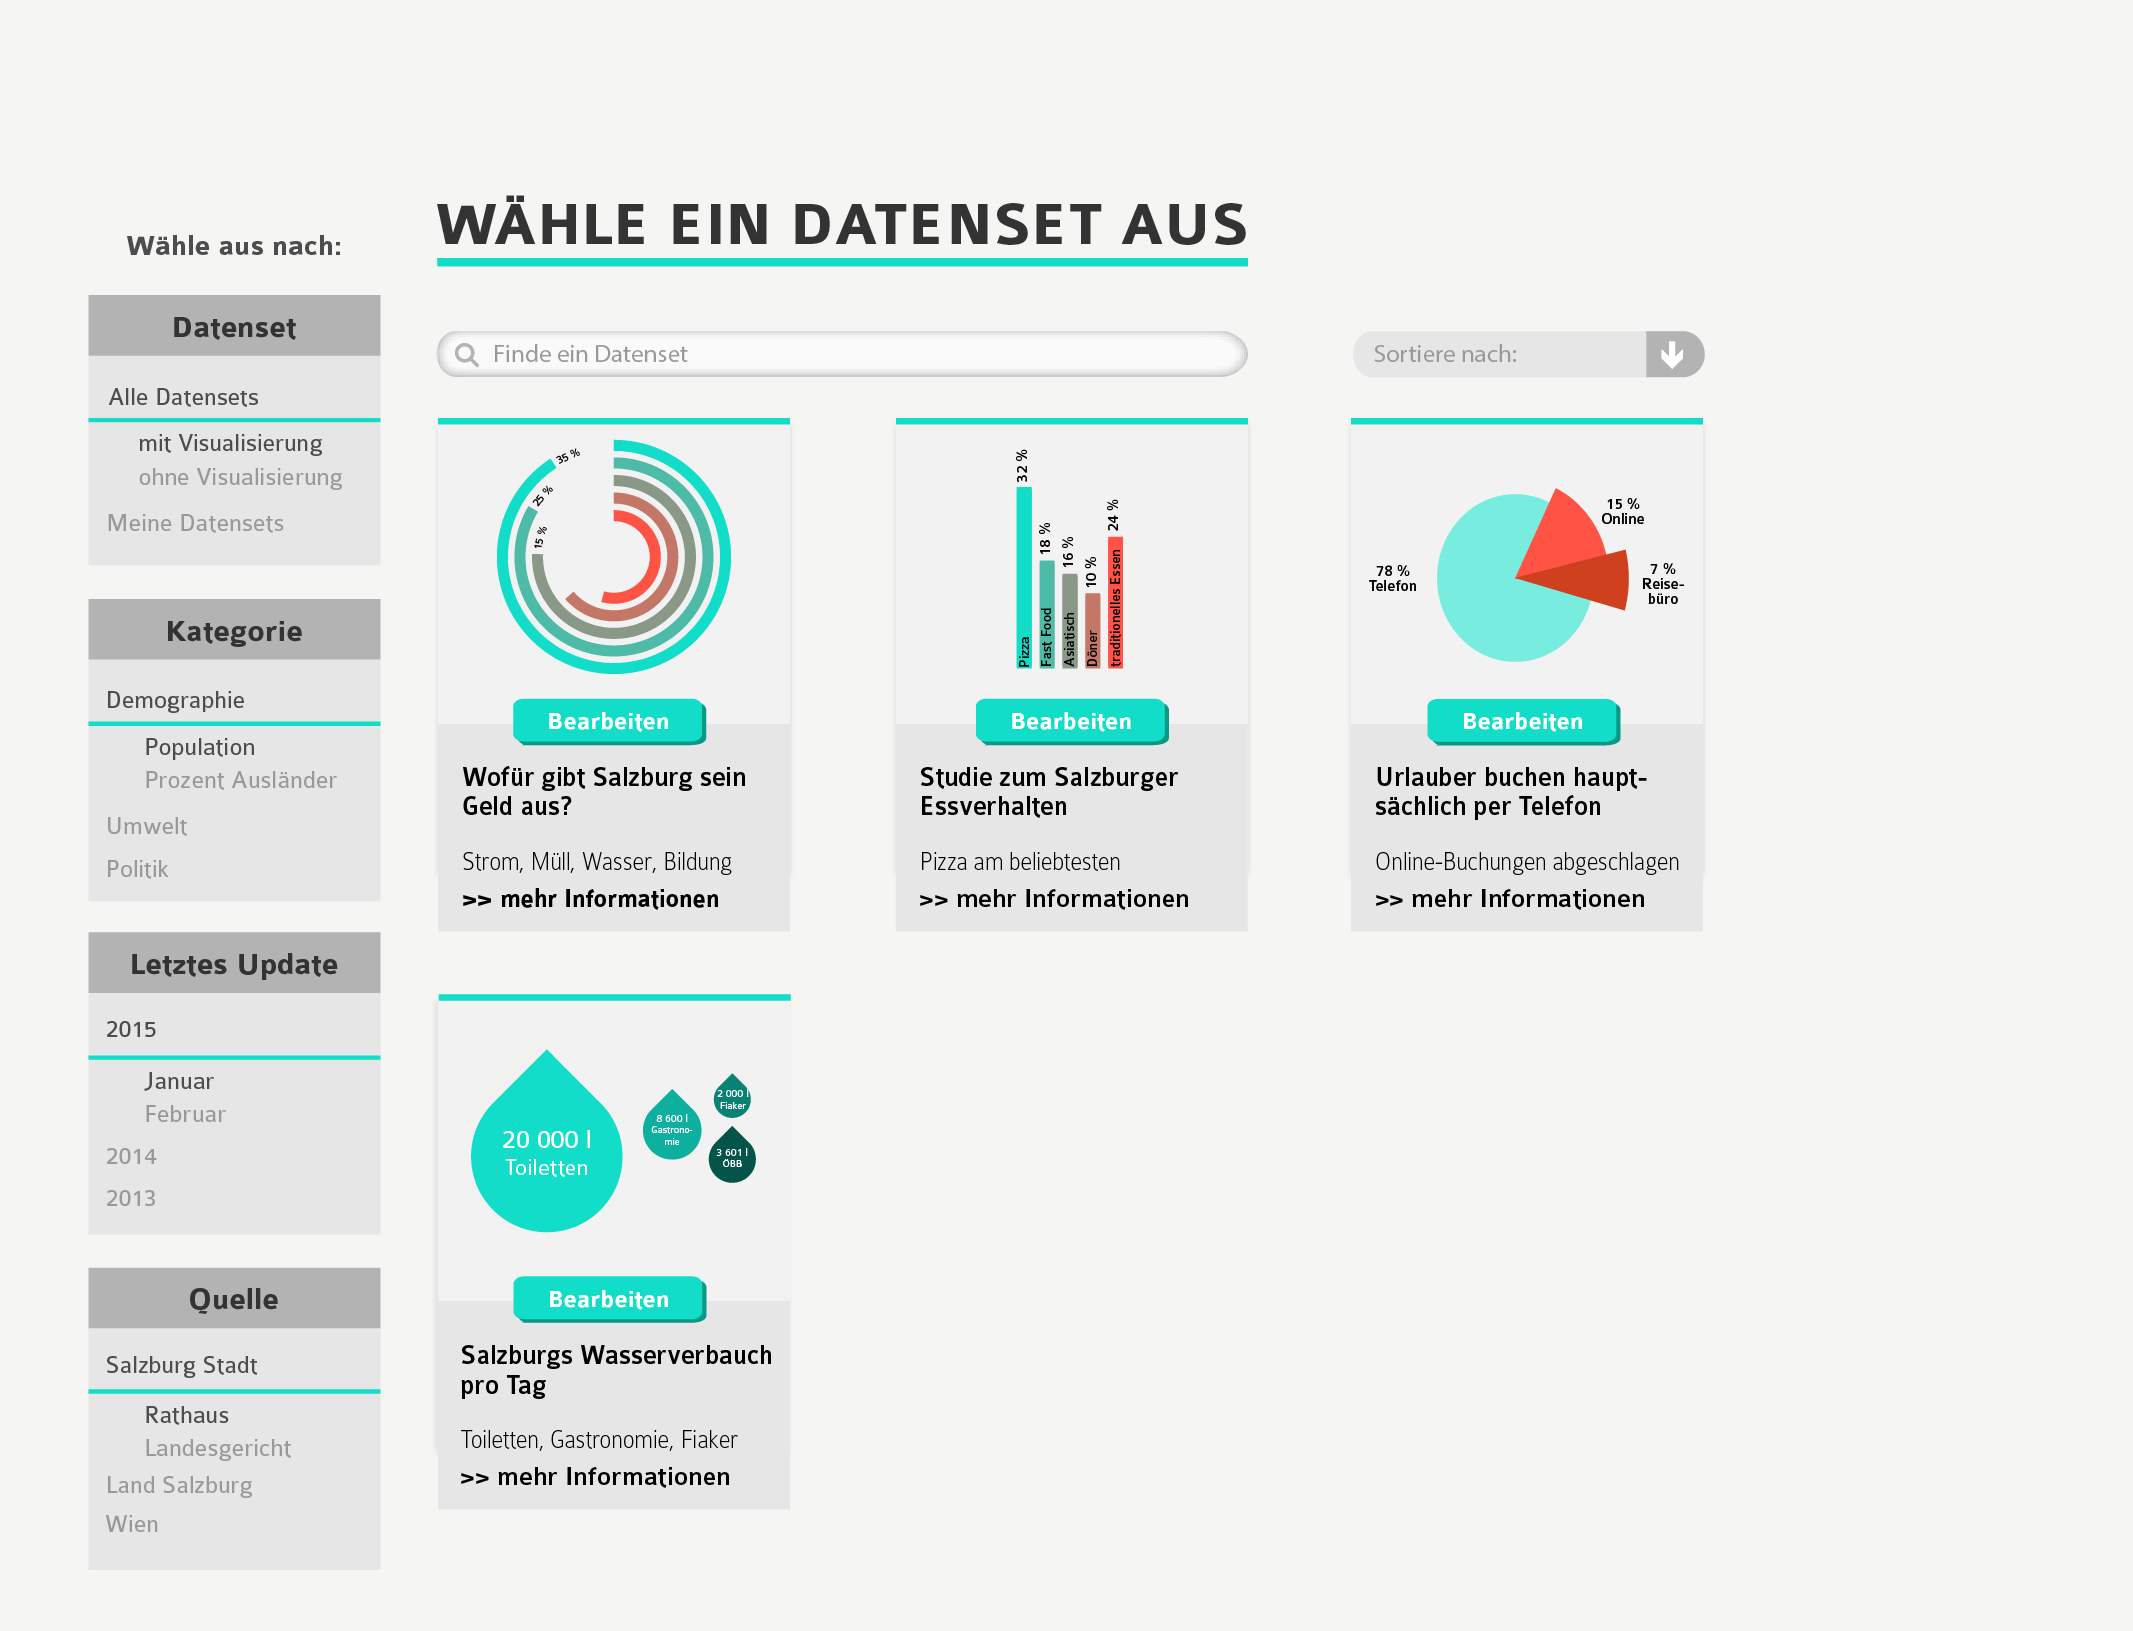 WÄHLE EIN DATENSET AUS
Wähle aus nach:
Datenset
Alle Datensets
mit Visualisierung
ohne Visualisierung
Meine Datensets
Kategorie
Demographie
Population
Prozent Ausländer
Umwelt
Politik
Letztes Update
2015
Januar
Februar
2014
2013
Quelle
Salzburg Stadt
Rathaus
Landesgericht
Land Salzburg
Wien
Finde ein Datenset
Sortiere nach:
35 %
25 %
15 %
Bearbeiten
Wofür gibt Salzburg sein
Geld aus?
Strom, Müll, Wasser, Bildung
>> mehr Informationen
32 %
18 %
16 %
10 %
24 %
Pizza
Fast Food
Asiatisch
Döner
traditionelles Essen
Bearbeiten
Studie zum Salzburger
Essverhalten
Pizza am beliebtesten
>> mehr Informationen
15 %
Online
78 %
Telefon
7 %
Reise-
büro
Bearbeiten
Urlauber buchen haupt-
sächlich per Telefon
Online-Buchungen abgeschlagen
>> mehr Informationen
20 000 l
Toiletten
8 600 l
Gastrono-
mie
2 000 l
Fiaker
3 601 l
ÖBB
Bearbeiten
Salzburgs Wasserverbauch
pro Tag
Toiletten, Gastronomie, Fiaker
>> mehr Informationen